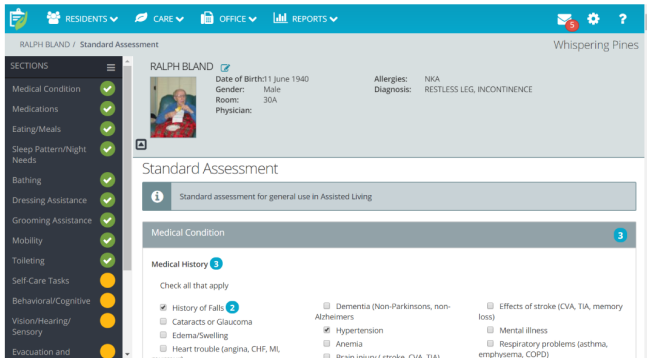 RESIDENTS CARE OFFICE REPORTS 5 ?
RALPH BLAND / Standard Assessment Whispering Pines
SECTIONS
Medical Condition
Medications
Eating/Meals
Sleep Pattern/Night
Needs
Bathing
Dressing Assistance
Grooming Assistance
Mobility
Toileting
Self-Care Tasks
Behavioral/Cognitive
Vision/Hearing/
Sensory
Evacuation and
RALPH BLAND
Date of Birth:11 June 1940 Allergies: NKA
Gender: Male Diagnosis: RESTLESS LEG, INCONTINENCE
Room: 30A
Physician:
Standard Assessment
i Standard assessment for general use in Assisted Living
Medical Condition 3
Medical History 3
Check all that apply
History of Falls 2
Cataracts or Glaucoma
Edema/Swelling
Heart trouble (angina, CHF, MI,
Dementia (Non-Parkinsons, non-
Alzheimers
Hypertension
Anemia
Brain injury ( stroke, CVA, TIA)
Effects of stroke (CVA, TIA, memory
loss)
Mental illness
Respiratory problems (asthma,
emphysema, COPD)